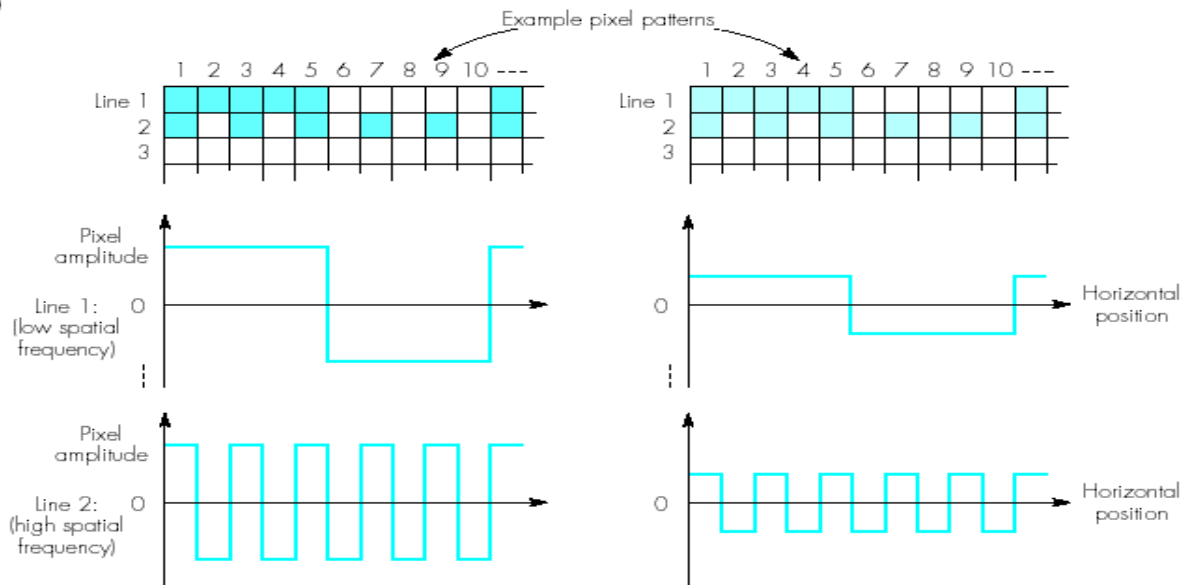 )
Example pixel patterns
1 2 3 4 5 6 7 8 9 10 ----
Line 1
2
3
1 2 3 4 5 6 7 8 9 10 ----
Line 1
2
3
Pixel
amplitude
0
Line 1:
(low spatial
frequency)
0
Horizontal
position
Pixel
amplitude
0
Line 2:
(high spatial
frequency)
0
Horizontal
position